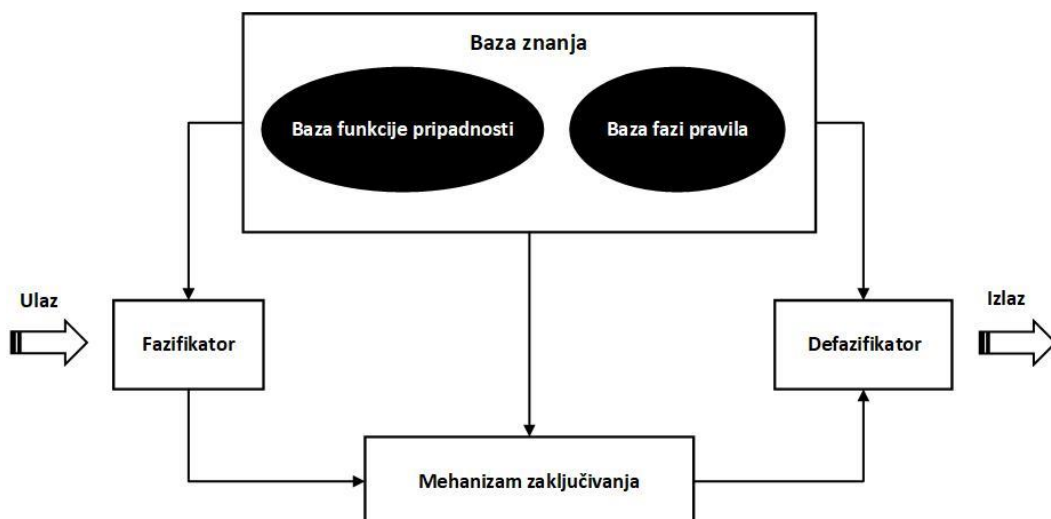 Baza znanja
Baza funkcije pripadnosti
Baza fazi pravila
Ulaz
Fazifikator
Defazifikator
Izlaz
Mehanizam zaključivanja